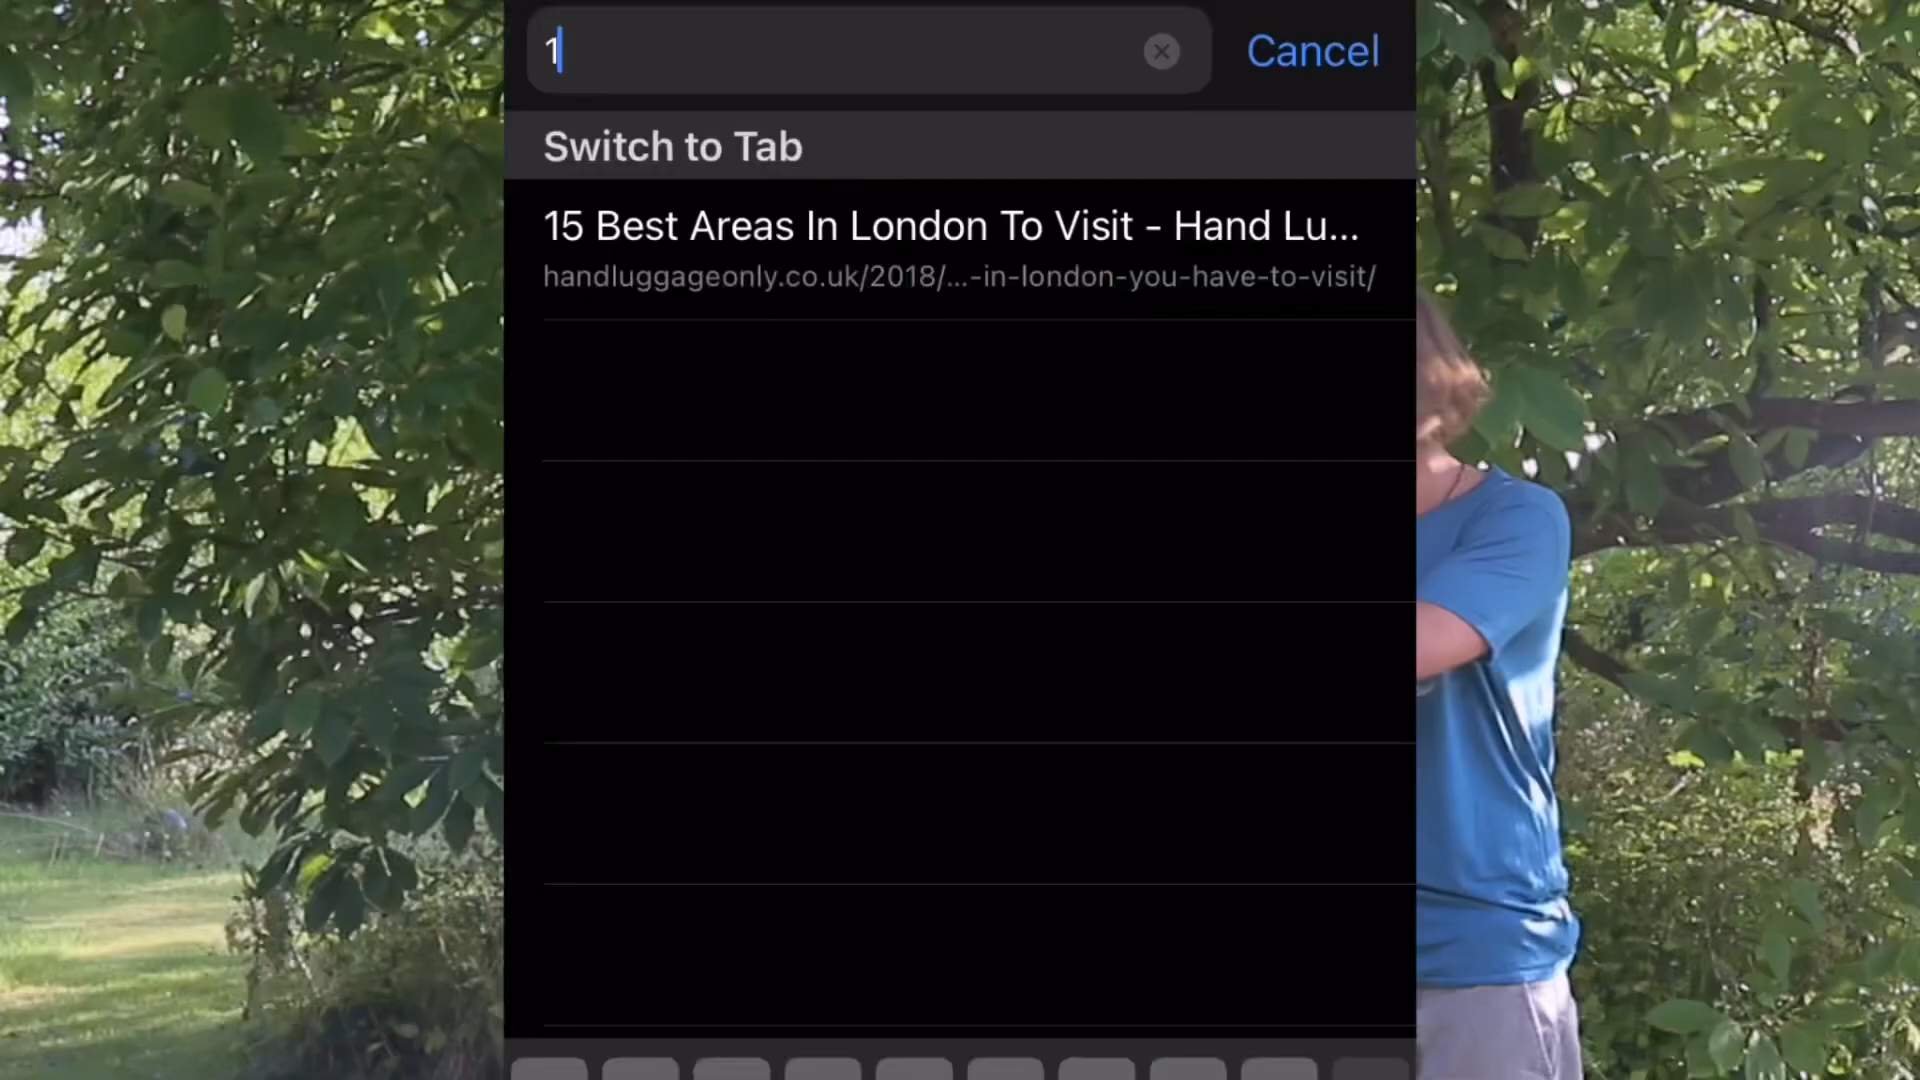 1
Cancel
Switch to Tab
15 Best Areas In London To Visit - Hand Lu...
handluggageonly.co.uk/2018/...-in-london-you-have-to-visit/